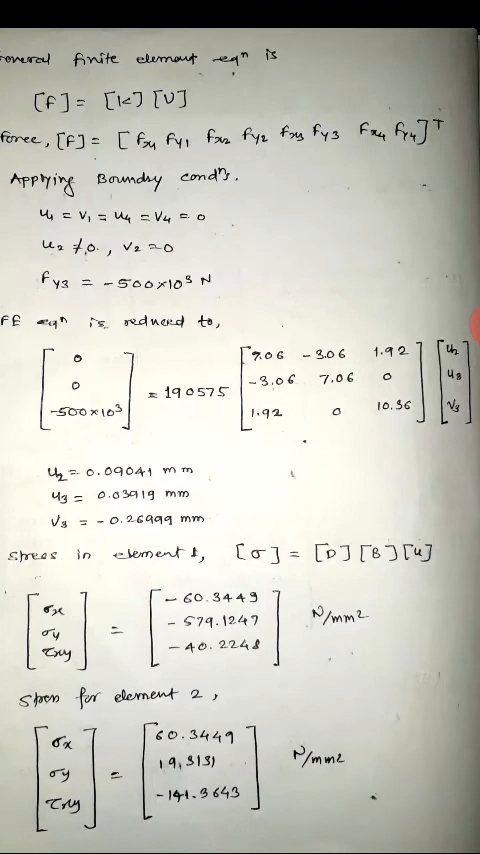 General finite element eqn is
[F] = [K] [U]
Force, [F] = [ Fx1 Fy1 Fx2 Fy2 Fx3 Fy3 Fx4 Fy4 ]T
Applying Boundry condns.
u1 = v1 = u4 = v4 = 0
u2 ≠ 0, v2 = 0
Fy3 = -500×10³ N
FE eqn is reduced to,
0 7.06 -3.06 1.92 u2
0 = 190575 -3.06 7.06 0 u3
-500×10³ 1.92 0 10.36 v3
u2 = 0.09041 mm
u3 = 0.03919 mm
v3 = -0.26999 mm
stress in element 1, [σ] = [D] [B] [u]
σx -60.3449 N/mm2
σy = -579.1247
τxy -40.2248
stress for element 2,
σx 60.3449
σy = 19.3131 N/mm2
τxy -141.3643